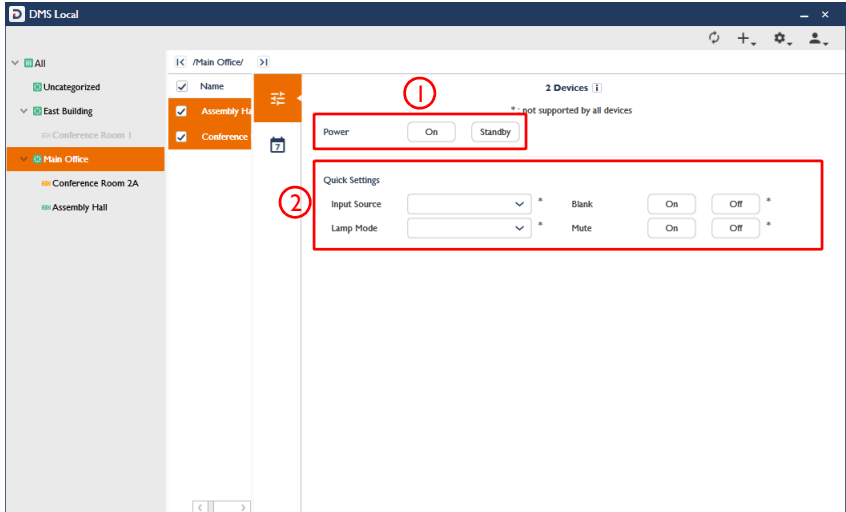 D DMS Local
All
/Main Office/
Uncategorized
East Building
Conference Room 1
Main Office
Conference Room 2A
Assembly Hall
Name
Assembly Ha
Conference
7
2 Devices i
* : not supported by all devices
1
Power On Standby
2
Quick Settings
Input Source * Blank On Off *
Lamp Mode * Mute On Off *